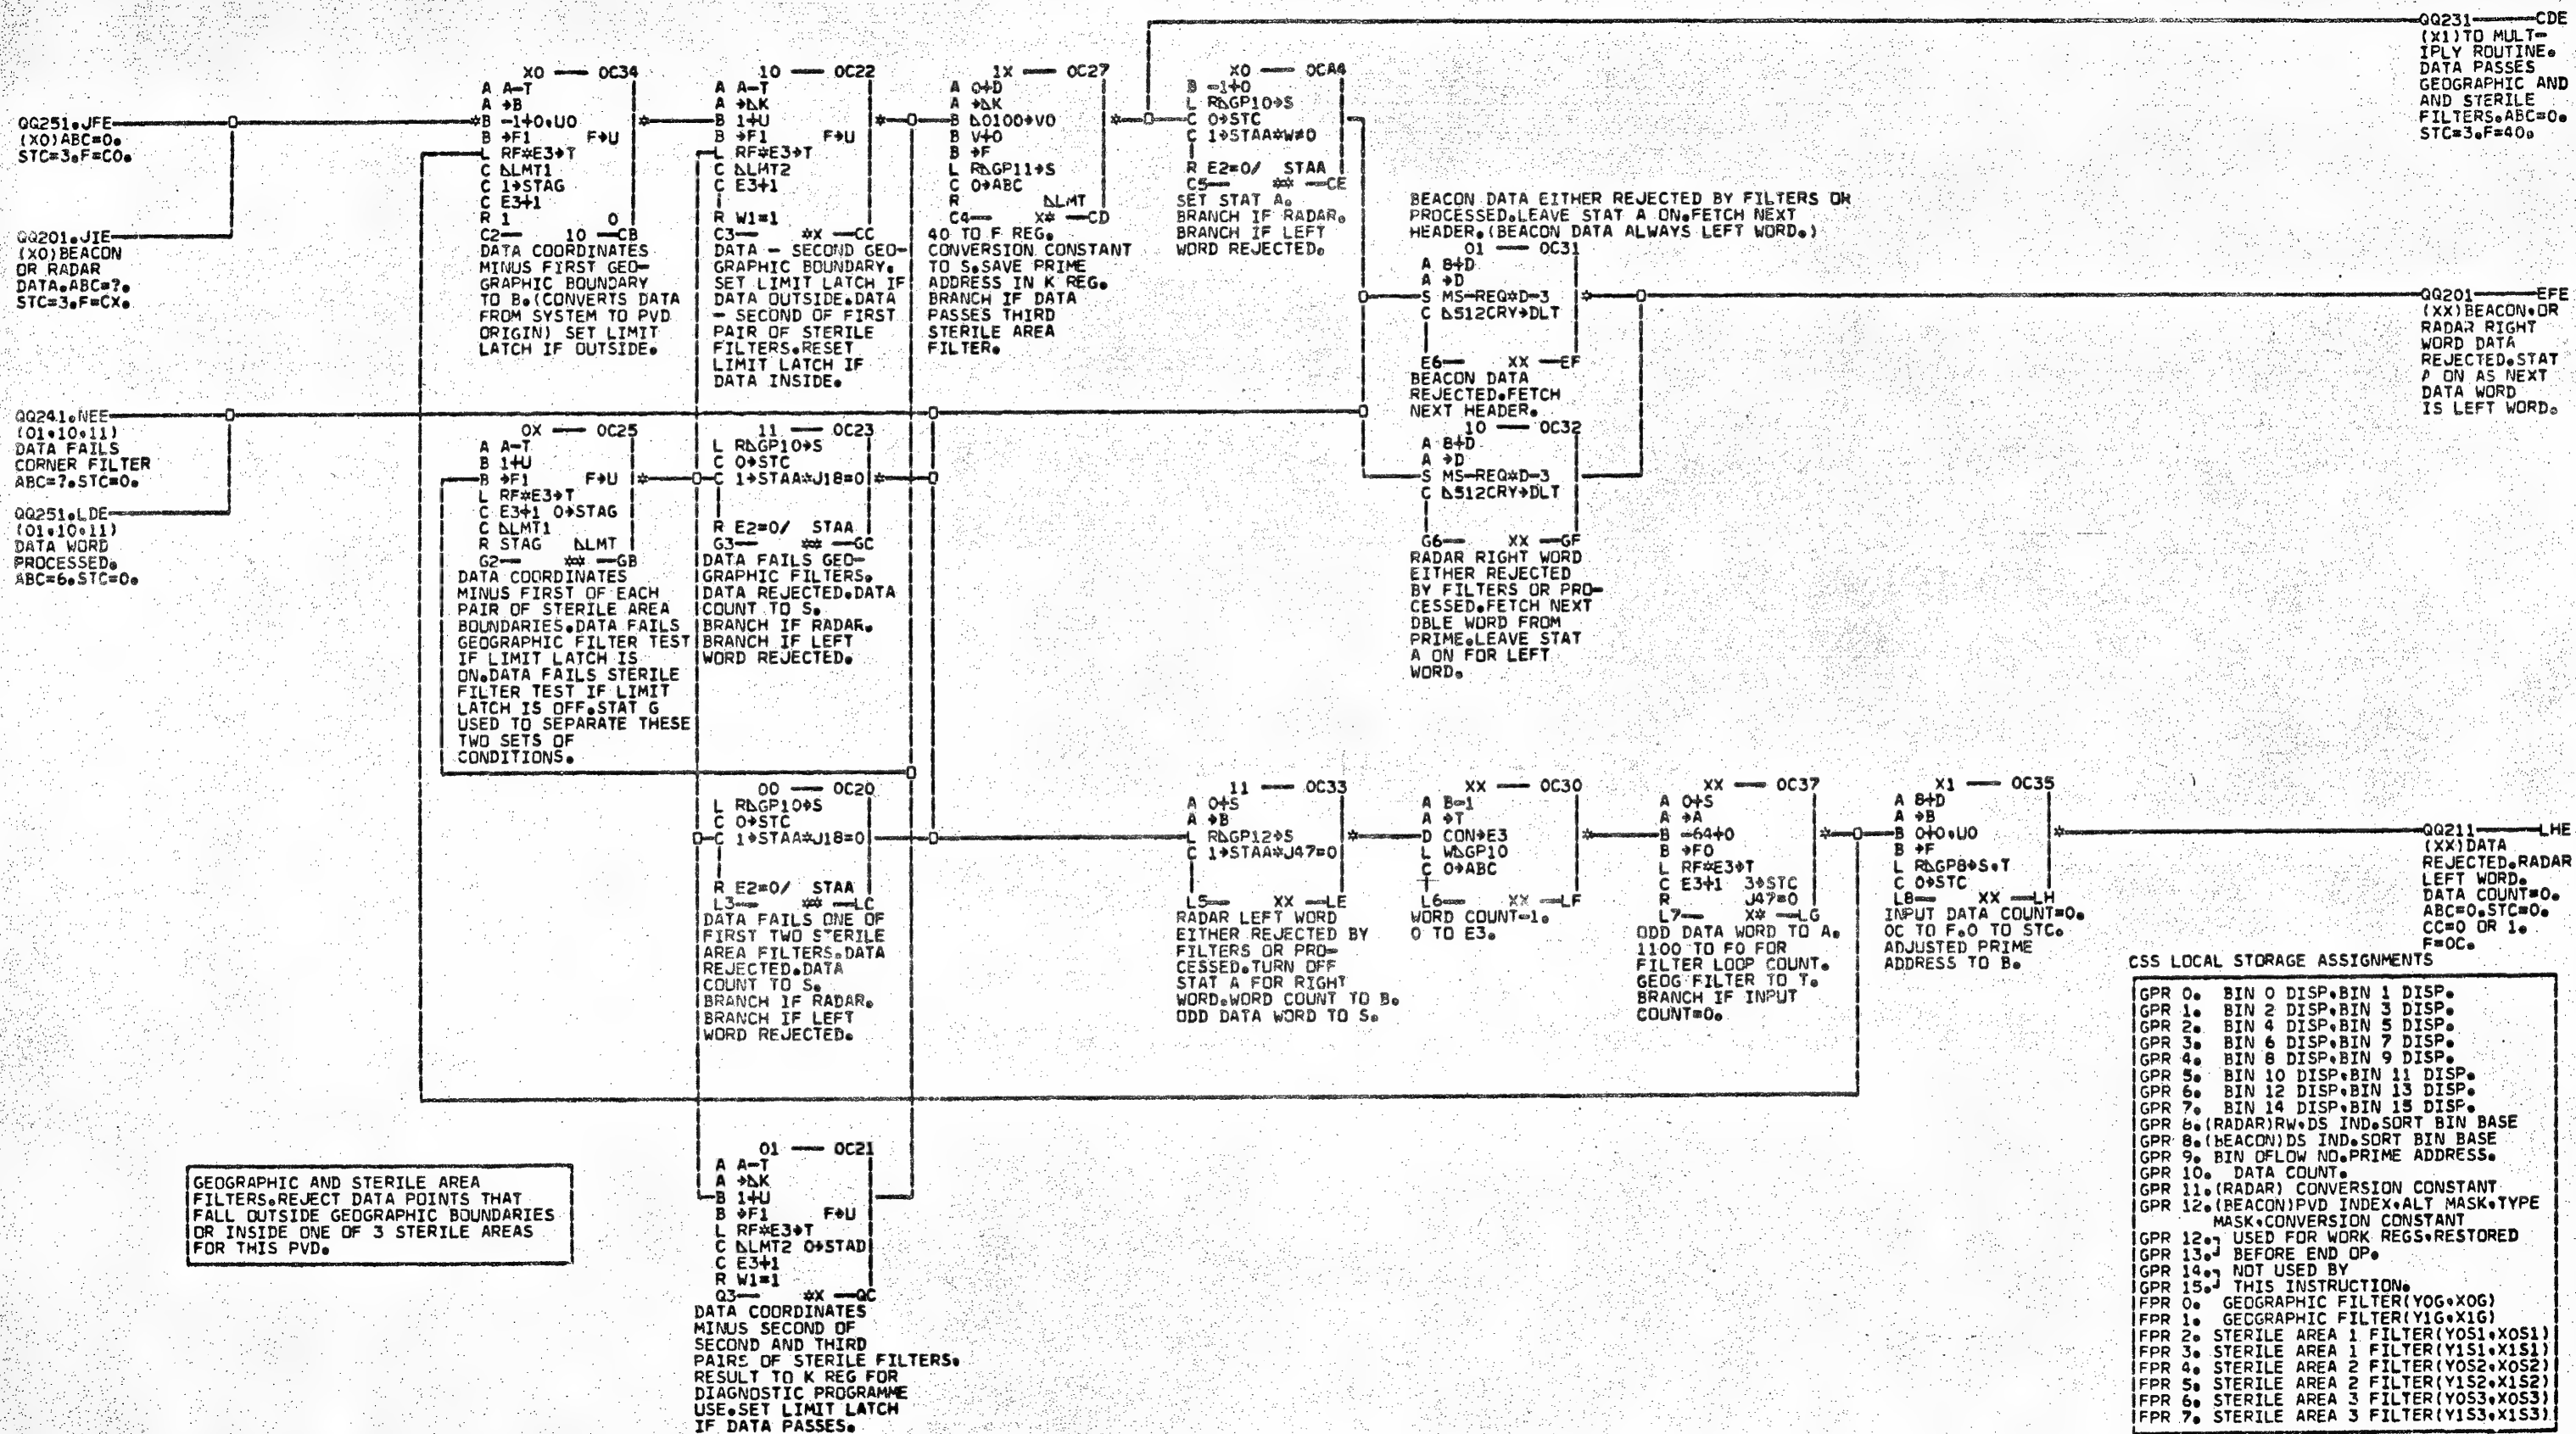 QQ231 CDE
(X1)TO MULT-
IPLY ROUTINE.
DATA PASSES
GEOGRAPHIC AND
AND STERILE
FILTERS.ABC=0.
STC=3.F=40.
QQ251.JFE
(X0)ABC=0.
STC=3.F=C0.
QQ201.JIE
(X0)BEACON
OR RADAR
DATA.ABC=?.
STC=3.F=CX.
X0 — 0C34
A A-T
A →B
B -1+0.U0
B →F1 F→U
L RF*E3→T
C ΔLMT1
C 1→STAG
C E3+1
R 1 0
C2— 10 —CB
DATA COORDINATES
MINUS FIRST GEO-
GRAPHIC BOUNDARY
TO B.(CONVERTS DATA
FROM SYSTEM TO PVD
ORIGIN) SET LIMIT
LATCH IF OUTSIDE.
10 — 0C22
A A-T
A →ΔK
B 1+U
B →F1 F→U
L RF*E3→T
C ΔLMT2
C E3+1
R W1=1
C3— *X —CC
DATA - SECOND GEO-
GRAPHIC BOUNDARY.
SET LIMIT LATCH IF
DATA OUTSIDE.DATA
- SECOND OF FIRST
PAIR OF STERILE
FILTERS.RESET
LIMIT LATCH IF
DATA INSIDE.
1X — 0C27
A 0+D
A →ΔK
B Δ0100→V0
B V+0
B →F
L RΔGP11→S
C 0→ABC
R ΔLMT
C4— X* —CD
40 TO F REG.
CONVERSION CONSTANT
TO S.SAVE PRIME
ADDRESS IN K REG.
BRANCH IF DATA
PASSES THIRD
STERILE AREA
FILTER.
X0 — 0CA4
B -1+0
L RΔGP10→S
C 0→STC
C 1→STAA*W≠0
R E2=0/ STAA
C5— ** —CE
SET STAT A.
BRANCH IF RADAR.
BRANCH IF LEFT
WORD REJECTED.
BEACON DATA EITHER REJECTED BY FILTERS OR
PROCESSED.LEAVE STAT A ON.FETCH NEXT
HEADER.(BEACON DATA ALWAYS LEFT WORD.)
01 — 0C31
A 8+D
A →D
S MS-REQ*D-3
C Δ512CRY→DLT
E6— XX —EF
BEACON DATA
REJECTED.FETCH
NEXT HEADER.
QQ201 EFE
(XX)BEACON.OR
RADAR RIGHT
WORD DATA
REJECTED.STAT
A ON AS NEXT
DATA WORD
IS LEFT WORD.
QQ241.NEE
(01.10.11)
DATA FAILS
CORNER FILTER
ABC=?.STC=0.
QQ251.LDE
(01.10.11)
DATA WORD
PROCESSED.
ABC=6.STC=0.
0X — 0C25
A A-T
B 1+U
B →F1 F→U
L RF*E3→T
C E3+1 0→STAG
C ΔLMT1
R STAG ΔLMT
G2— ** —GB
DATA COORDINATES
MINUS FIRST OF EACH
PAIR OF STERILE AREA
BOUNDARIES.DATA FAILS
GEOGRAPHIC FILTER TEST
IF LIMIT LATCH IS
ON.DATA FAILS STERILE
FILTER TEST IF LIMIT
LATCH IS OFF.STAT G
USED TO SEPARATE THESE
TWO SETS OF
CONDITIONS.
11 — 0C23
L RΔGP10→S
C 0→STC
C 1→STAA*J18=0
R E2=0/ STAA
G3— ** —GC
DATA FAILS GEO-
GRAPHIC FILTERS.
DATA REJECTED.DATA
COUNT TO S.
BRANCH IF RADAR.
BRANCH IF LEFT
WORD REJECTED.
10 — 0C32
A 8+D
A →D
S MS-REQ*D-3
C Δ512CRY→DLT
G6— XX —GF
RADAR RIGHT WORD
EITHER REJECTED
BY FILTERS OR PRO-
CESSED.FETCH NEXT
DBLE WORD FROM
PRIME.LEAVE STAT
A ON FOR LEFT
WORD.
00 — 0C20
L RΔGP10→S
C 0→STC
C 1→STAA*J18=0
R E2=0/ STAA
L3— ** —LC
DATA FAILS ONE OF
FIRST TWO STERILE
AREA FILTERS.DATA
REJECTED.DATA
COUNT TO S.
BRANCH IF RADAR.
BRANCH IF LEFT
WORD REJECTED.
11 — 0C33
A 0+S
A →B
L RΔGP12→S
C 1→STAA*J47=0
L5— XX —LE
RADAR LEFT WORD
EITHER REJECTED BY
FILTERS OR PRO-
CESSED.TURN OFF
STAT A FOR RIGHT
WORD.WORD COUNT TO B.
ODD DATA WORD TO S.
XX — 0C30
A B-1
A →T
D CON→E3
L WΔGP10
C 0→ABC
L6— XX —LF
WORD COUNT-1.
0 TO E3.
XX — 0C37
A 0+S
A →A
B -64+0
B →F0
L RF*E3→T
C E3+1 3→STC
R J47=0
L7— X* —LG
ODD DATA WORD TO A.
1100 TO F0 FOR
FILTER LOOP COUNT.
GEOG FILTER TO T.
BRANCH IF INPUT
COUNT=0.
X1 — 0C35
A 8+D
A →B
B 0+0.U0
B →F
L RΔGP8→S.T
C 0→STC
L8— XX —LH
INPUT DATA COUNT=0.
0C TO F.0 TO STC.
ADJUSTED PRIME
ADDRESS TO B.
QQ211 LHE
(XX)DATA
REJECTED.RADAR
LEFT WORD.
DATA COUNT=0.
ABC=0.STC=0.
CC=0 OR 1.
F=0C.
01 — 0C21
A A-T
A →ΔK
B 1+U
B →F1 F→U
L RF*E3→T
C ΔLMT2 0→STAD
C E3+1
R W1=1
Q3— *X —QC
DATA COORDINATES
MINUS SECOND OF
SECOND AND THIRD
PAIRS OF STERILE FILTERS.
RESULT TO K REG FOR
DIAGNOSTIC PROGRAMME
USE.SET LIMIT LATCH
IF DATA PASSES.
GEOGRAPHIC AND STERILE AREA
FILTERS.REJECT DATA POINTS THAT
FALL OUTSIDE GEOGRAPHIC BOUNDARIES
OR INSIDE ONE OF 3 STERILE AREAS
FOR THIS PVD.
CSS LOCAL STORAGE ASSIGNMENTS
GPR 0. BIN 0 DISP.BIN 1 DISP.
GPR 1. BIN 2 DISP.BIN 3 DISP.
GPR 2. BIN 4 DISP.BIN 5 DISP.
GPR 3. BIN 6 DISP.BIN 7 DISP.
GPR 4. BIN 8 DISP.BIN 9 DISP.
GPR 5. BIN 10 DISP.BIN 11 DISP.
GPR 6. BIN 12 DISP.BIN 13 DISP.
GPR 7. BIN 14 DISP.BIN 15 DISP.
GPR 8.(RADAR)RW.DS IND.SORT BIN BASE
GPR 8.(BEACON)DS IND.SORT BIN BASE
GPR 9. BIN OFLOW NO.PRIME ADDRESS.
GPR 10. DATA COUNT.
GPR 11.(RADAR) CONVERSION CONSTANT
GPR 12.(BEACON)PVD INDEX.ALT MASK.TYPE
MASK.CONVERSION CONSTANT
GPR 12. USED FOR WORK REGS.RESTORED
GPR 13. BEFORE END OP.
GPR 14. NOT USED BY
GPR 15. THIS INSTRUCTION.
FPR 0. GEOGRAPHIC FILTER(Y0G.X0G)
FPR 1. GEOGRAPHIC FILTER(Y1G.X1G)
FPR 2. STERILE AREA 1 FILTER(Y0S1.X0S1)
FPR 3. STERILE AREA 1 FILTER(Y1S1.X1S1)
FPR 4. STERILE AREA 2 FILTER(Y0S2.X0S2)
FPR 5. STERILE AREA 2 FILTER(Y1S2.X1S2)
FPR 6. STERILE AREA 3 FILTER(Y0S3.X0S3)
FPR 7. STERILE AREA 3 FILTER(Y1S3.X1S3)